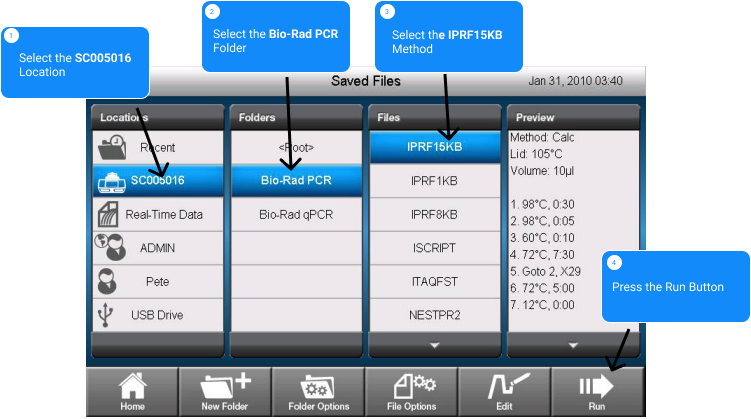 1
Select the SC005016
Location
2
Select the Bio-Rad PCR
Folder
3
Select the IPRF15KB
Method
Saved Files
Jan 31, 2010 03:40
Locations
Recent
SC005016
Real-Time Data
ADMIN
Pete
USB Drive
Folders
<Root>
Bio-Rad PCR
Bio-Rad qPCR
Files
IPRF15KB
IPRF1KB
IPRF8KB
ISCRIPT
ITAQFST
NESTPR2
Preview
Method: Calc
Lid: 105°C
Volume: 10µl
1. 98°C, 0:30
2. 98°C, 0:05
3. 60°C, 0:10
4. 72°C, 7:30
5. Goto 2, X29
6. 72°C, 5:00
7. 12°C, 0:00
4
Press the Run Button
Home
New Folder
Folder Options
File Options
Edit
Run